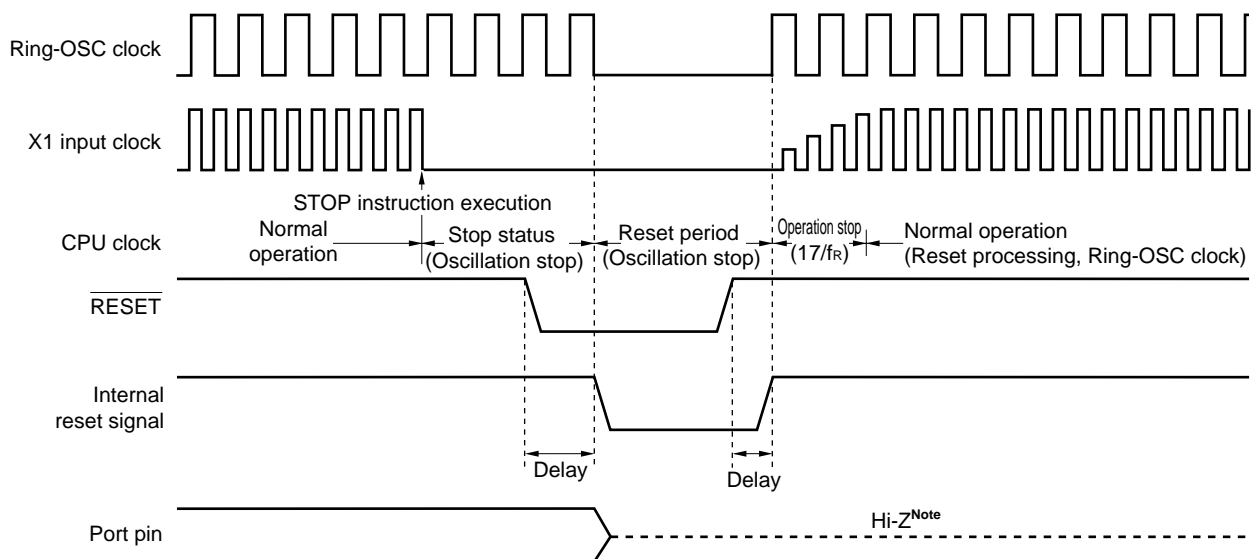 Ring-OSC clock
X1 input clock
STOP instruction execution
CPU clock
Normal
operation
Stop status
(Oscillation stop)
Reset period
(Oscillation stop)
Operation stop
(17/fR)
Normal operation
(Reset processing, Ring-OSC clock)
RESET
Internal
reset signal
Delay
Delay
Port pin
Hi-ZNote